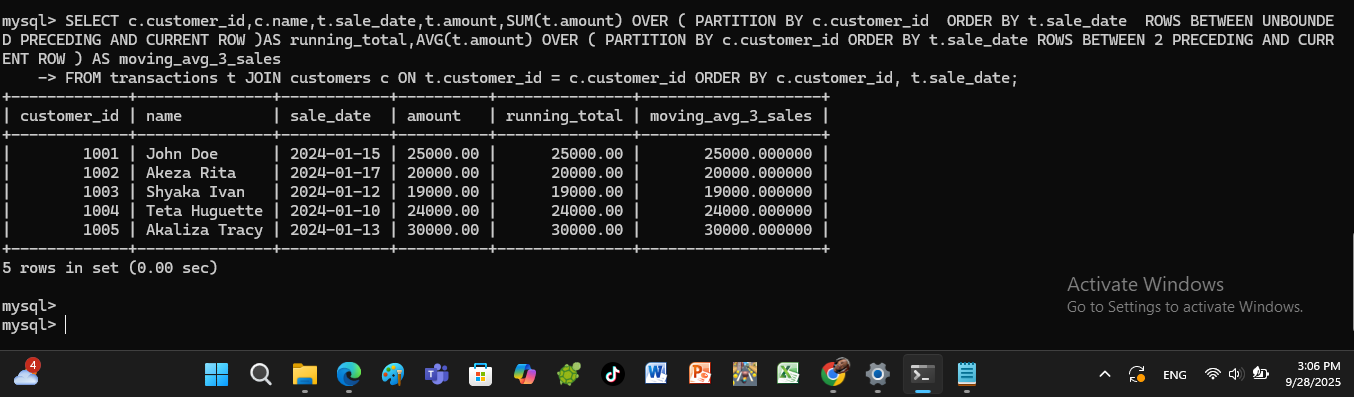 mysql> SELECT c.customer_id,c.name,t.sale_date,t.amount,SUM(t.amount) OVER ( PARTITION BY c.customer_id  ORDER BY t.sale_date  ROWS BETWEEN UNBOUNDE
D PRECEDING AND CURRENT ROW )AS running_total,AVG(t.amount) OVER ( PARTITION BY c.customer_id ORDER BY t.sale_date ROWS BETWEEN 2 PRECEDING AND CURR
ENT ROW ) AS moving_avg_3_sales
    -> FROM transactions t JOIN customers c ON t.customer_id = c.customer_id ORDER BY c.customer_id, t.sale_date;
+-------------+---------------+------------+----------+---------------+--------------------+
| customer_id | name          | sale_date  | amount   | running_total | moving_avg_3_sales |
+-------------+---------------+------------+----------+---------------+--------------------+
|        1001 | John Doe      | 2024-01-15 | 25000.00 |      25000.00 |       25000.000000 |
|        1002 | Akeza Rita    | 2024-01-17 | 20000.00 |      20000.00 |       20000.000000 |
|        1003 | Shyaka Ivan   | 2024-01-12 | 19000.00 |      19000.00 |       19000.000000 |
|        1004 | Teta Huguette | 2024-01-10 | 24000.00 |      24000.00 |       24000.000000 |
|        1005 | Akaliza Tracy | 2024-01-13 | 30000.00 |      30000.00 |       30000.000000 |
+-------------+---------------+------------+----------+---------------+--------------------+
5 rows in set (0.00 sec)
Activate Windows
Go to Settings to activate Windows.
mysql>
mysql>
4
ENG
3:06 PM
9/28/2025